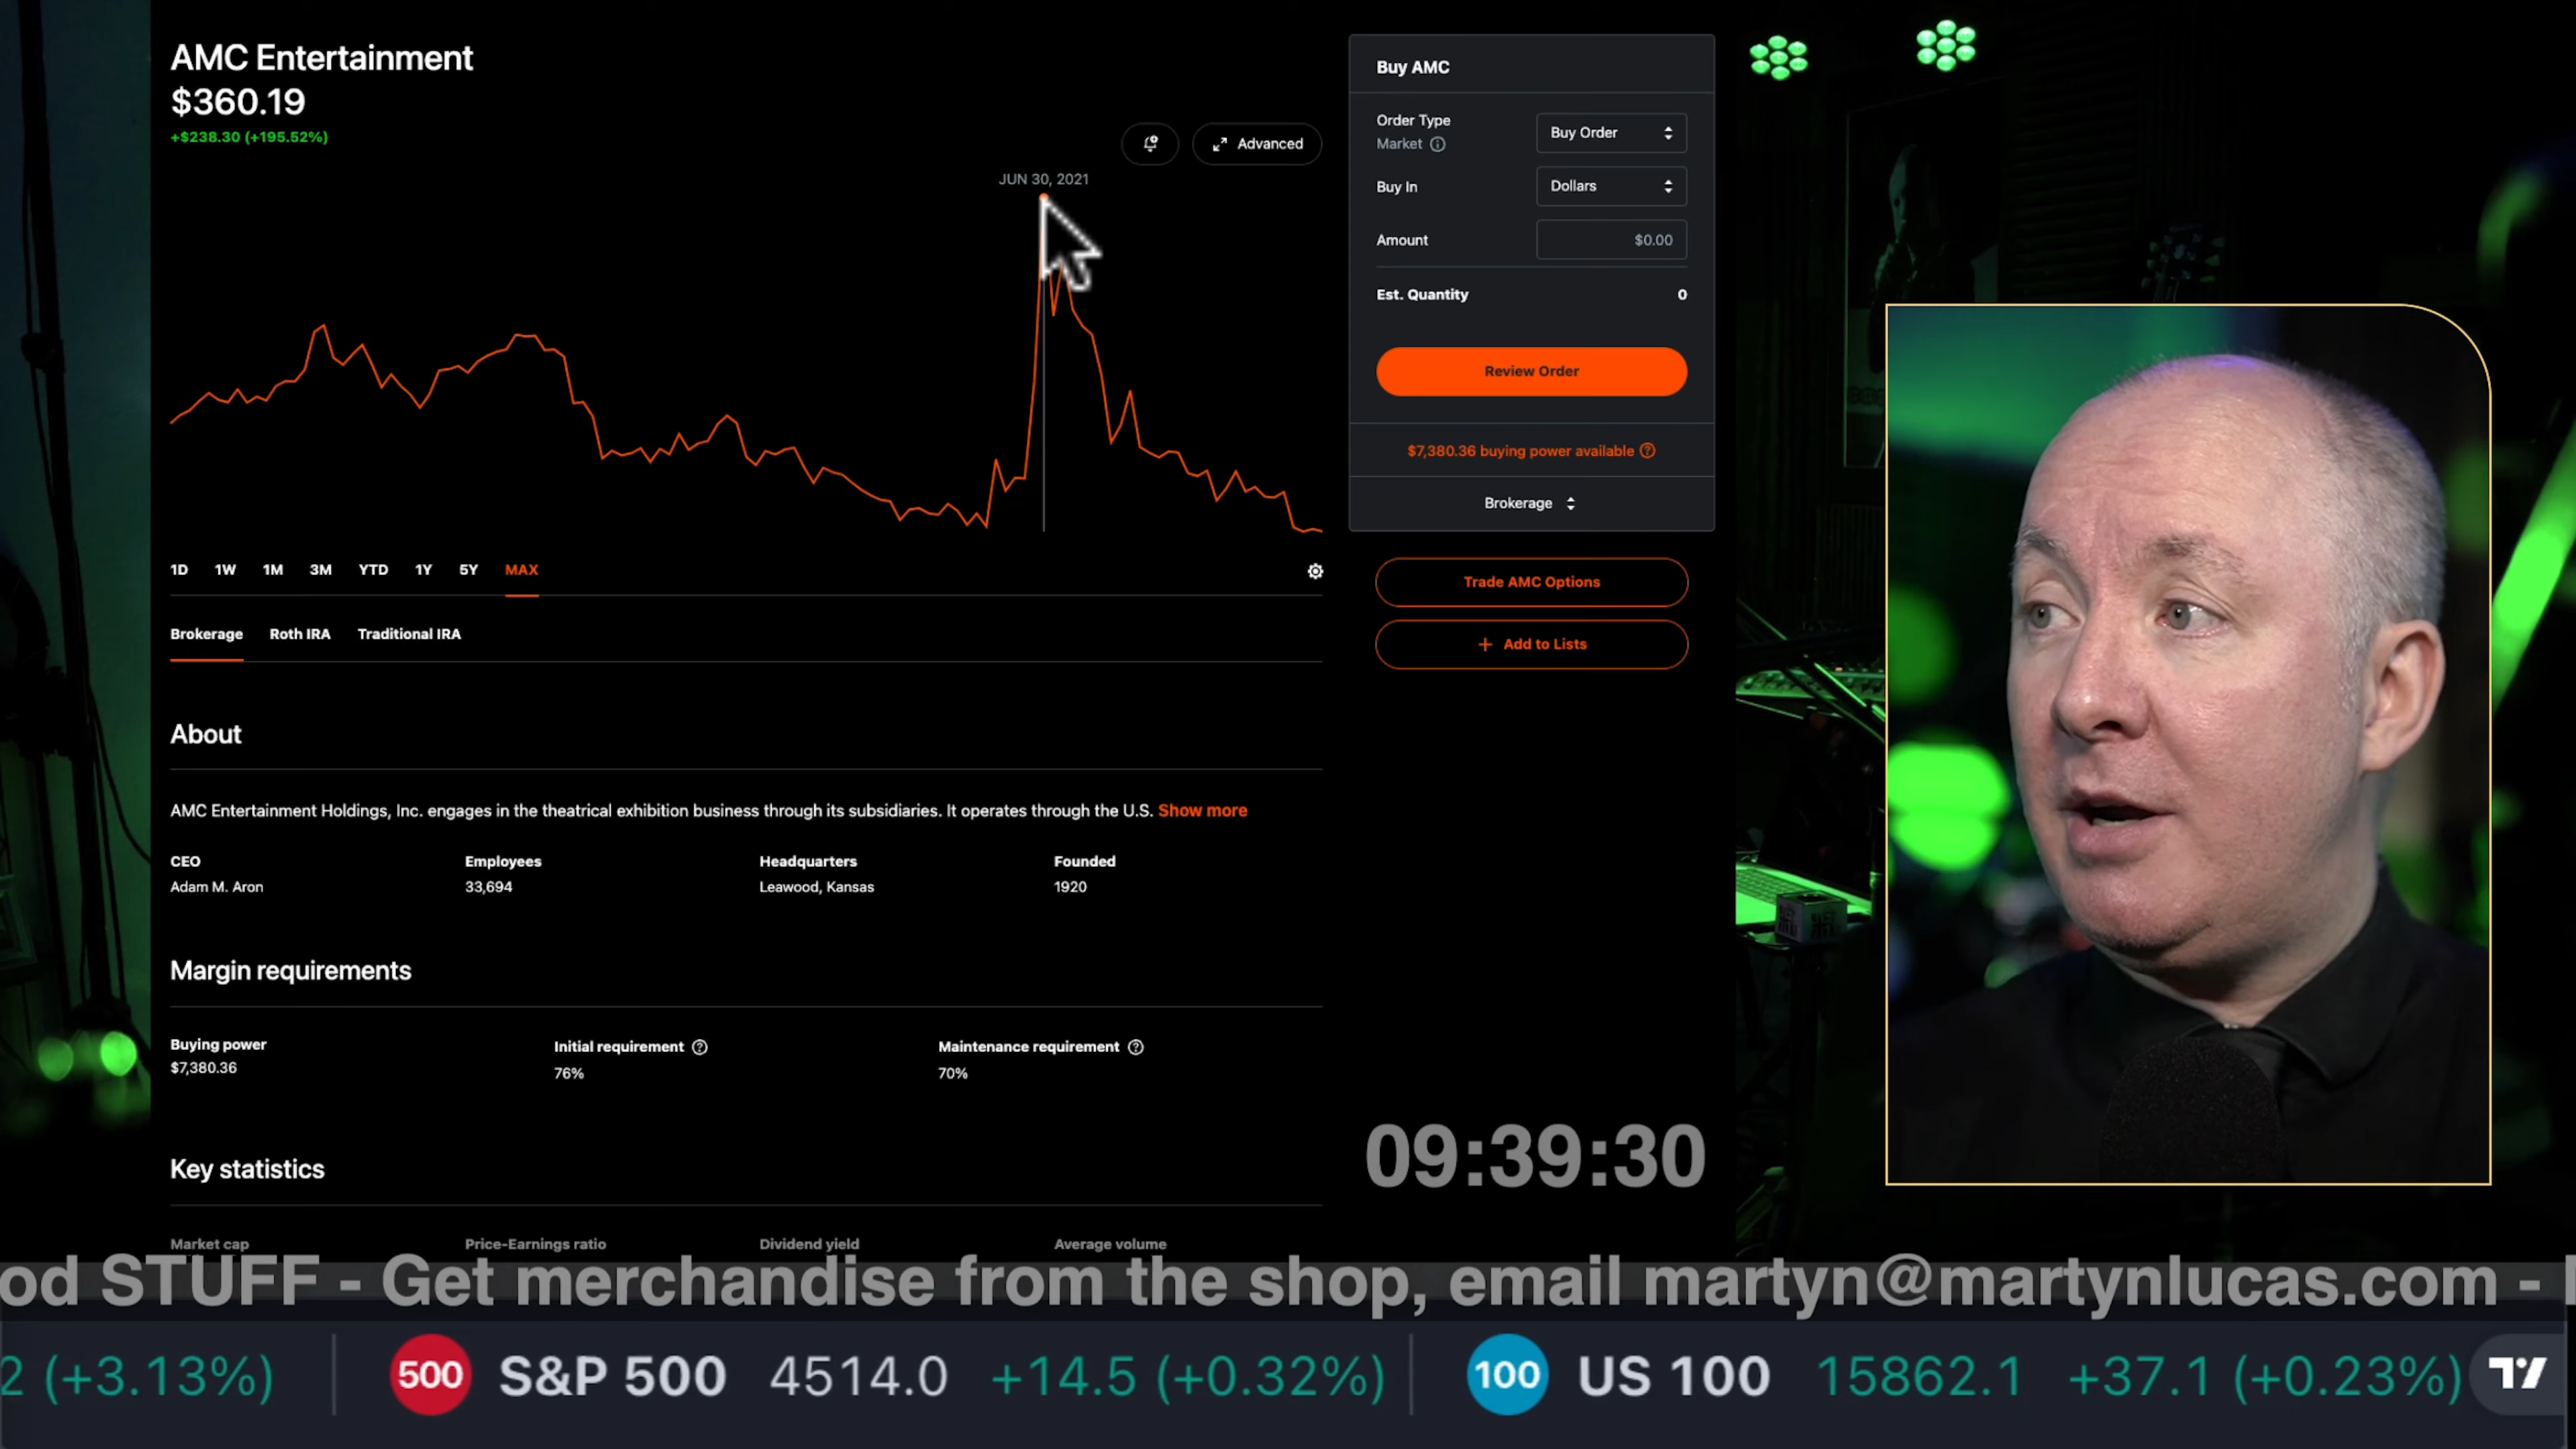 AMC Entertainment
$360.19
+$238.30 (+195.52%)
Advanced
JUN 30, 2021
1D 1W 1M 3M YTD 1Y 5Y MAX
Brokerage Roth IRA Traditional IRA
About
AMC Entertainment Holdings, Inc. engages in the theatrical exhibition business through its subsidiaries. It operates through the U.S. Show more
CEO Employees Headquarters Founded
Adam M. Aron 33,694 Leawood, Kansas 1920
Margin requirements
Buying power Initial requirement Maintenance requirement
$7,380.36 76% 70%
Key statistics
Market cap Price-Earnings ratio Dividend yield Average volume
Buy AMC
Order Type Buy Order
Market
Buy In Dollars
Amount $0.00
Est. Quantity 0
Review Order
$7,380.36 buying power available
Brokerage
Trade AMC Options
+ Add to Lists
09:39:30
od STUFF - Get merchandise from the shop, email martyn@martynlucas.com -
2 (+3.13%) 500 S&P 500 4514.0 +14.5 (+0.32%) 100 US 100 15862.1 +37.1 (+0.23%)